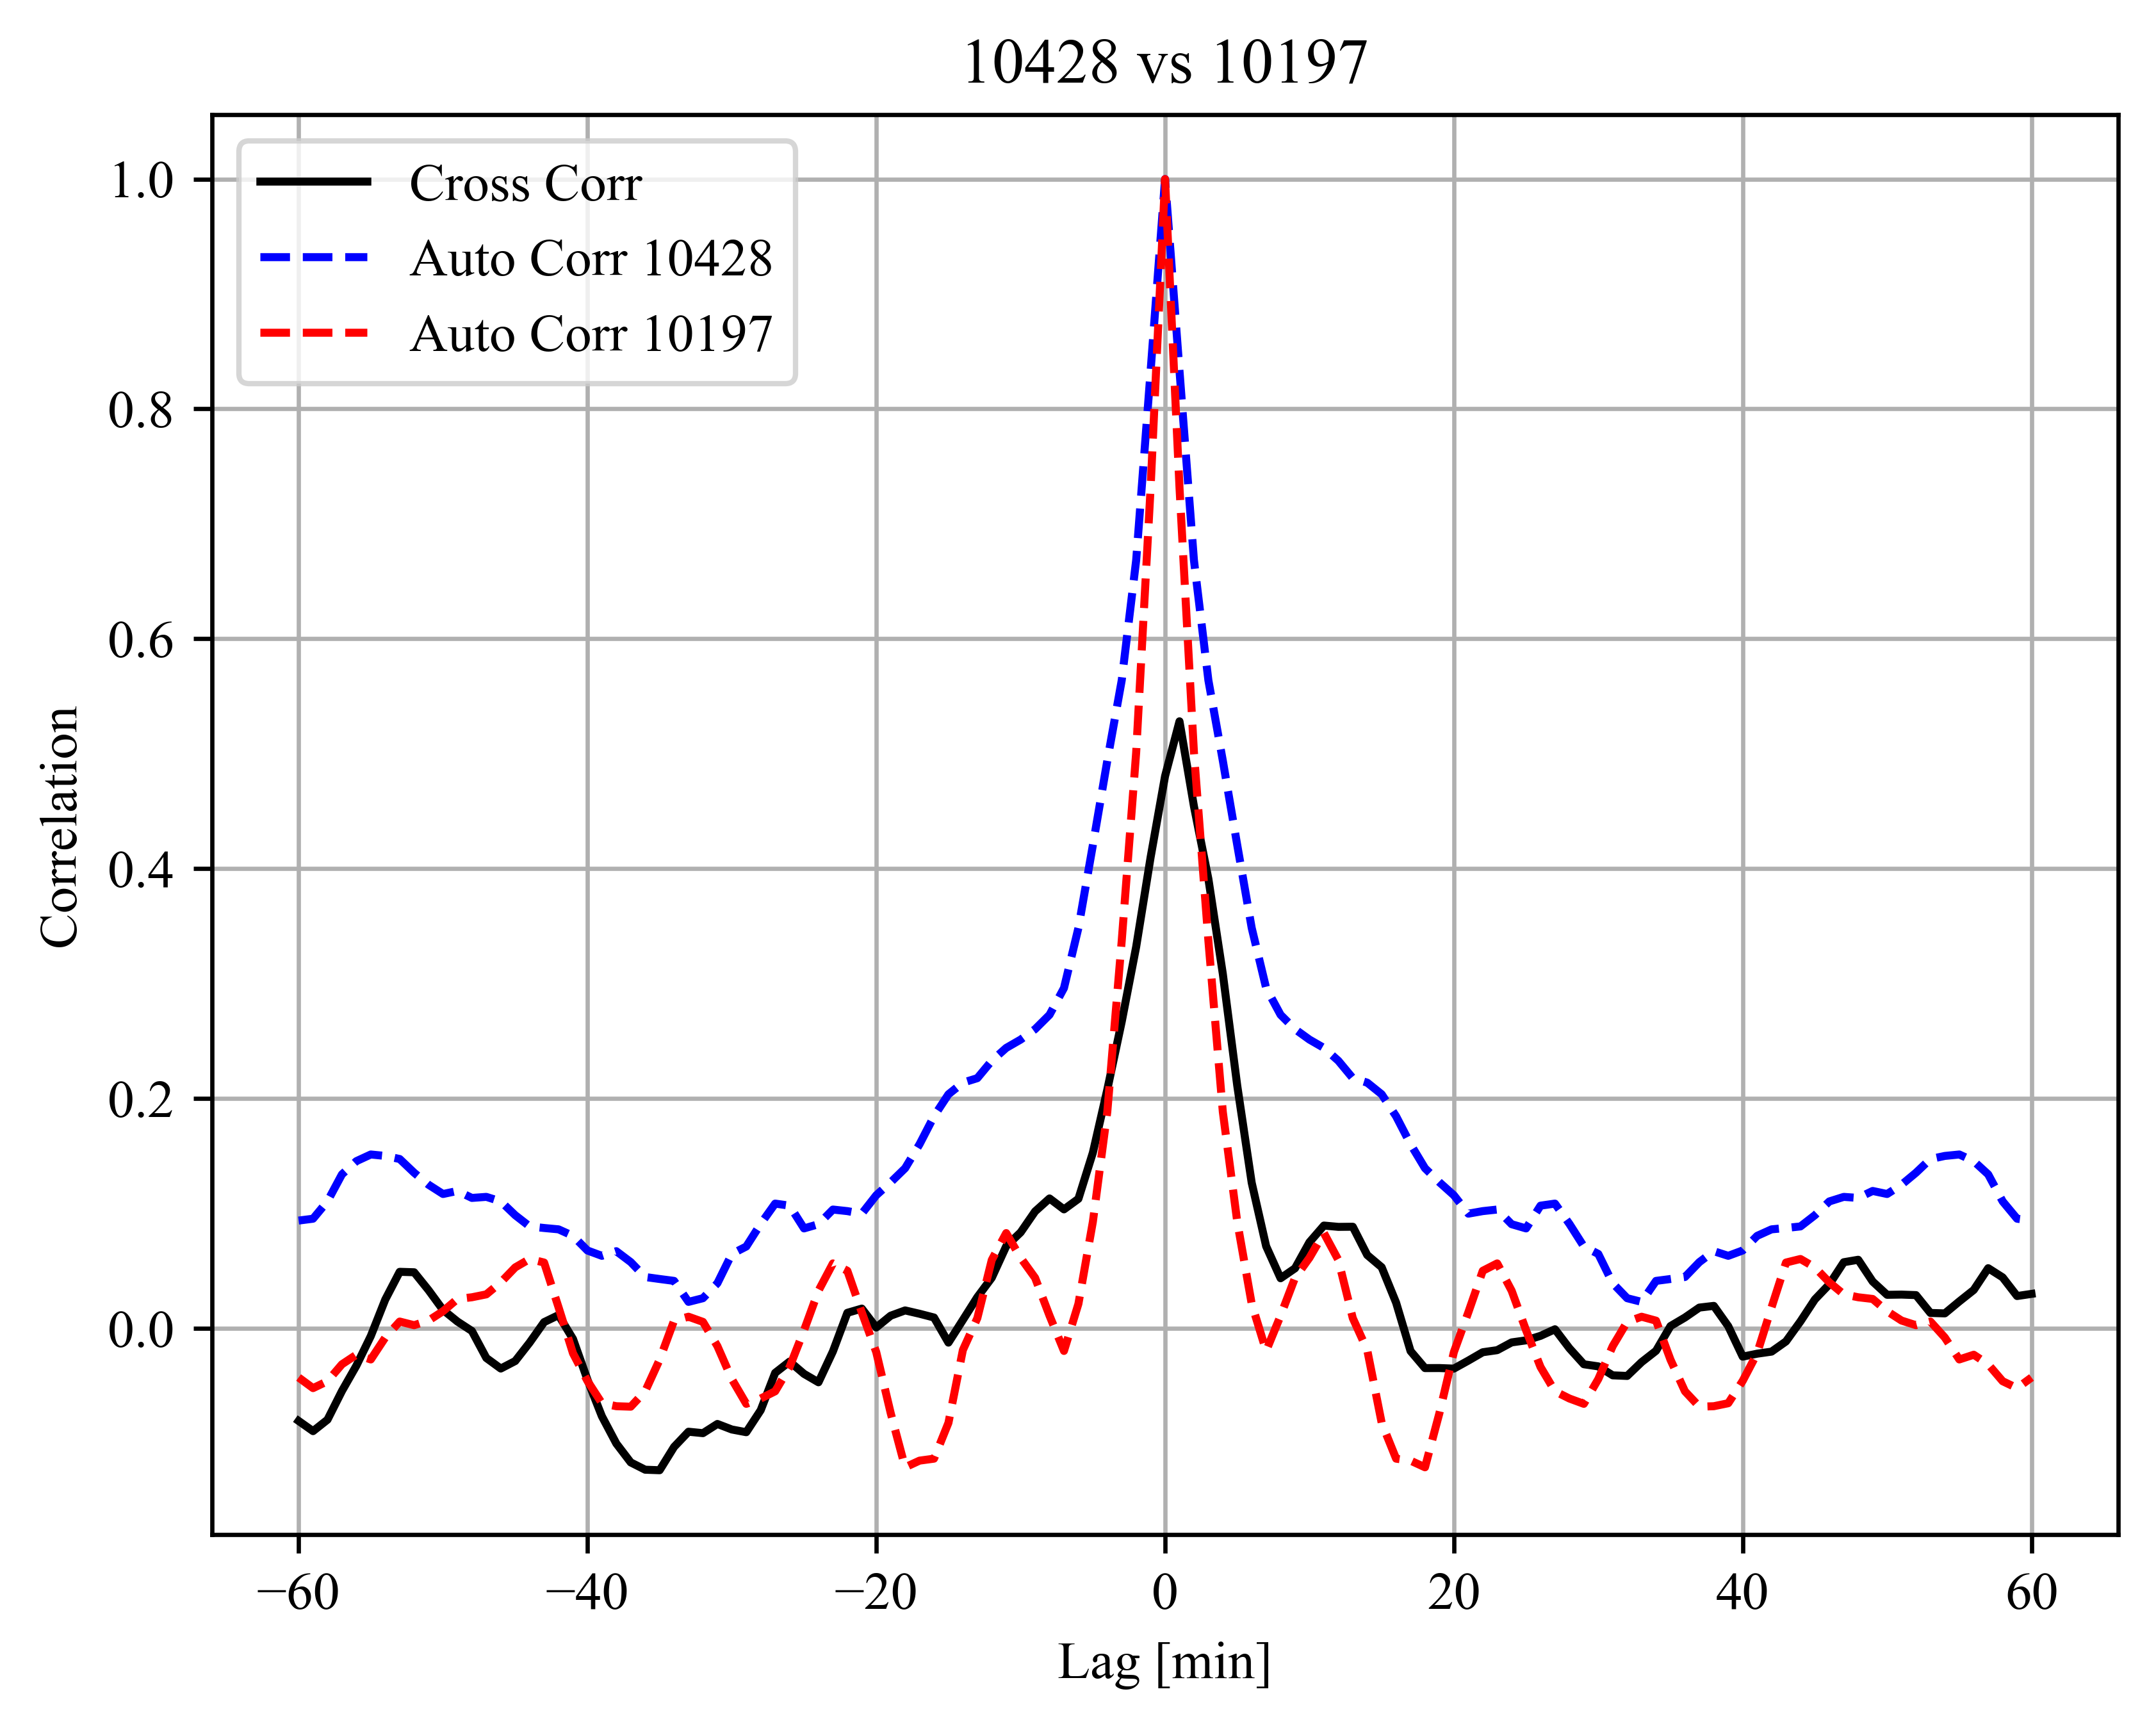 10428 vs 10197
Cross Corr
Auto Corr 10428
Auto Corr 10197
1.0
0.8
0.6
0.4
0.2
0.0
Correlation
−60 −40 −20 0 20 40 60
Lag [min]